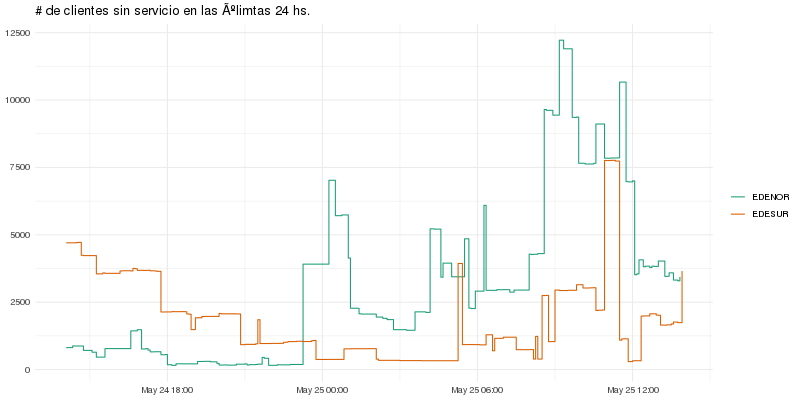 # de clientes sin servicio en las Ãºlimtas 24 hs.
12500
10000
7500
5000
2500
0
May 24 18:00
May 25 00:00
May 25 06:00
May 25 12:00
EDENOR
EDESUR